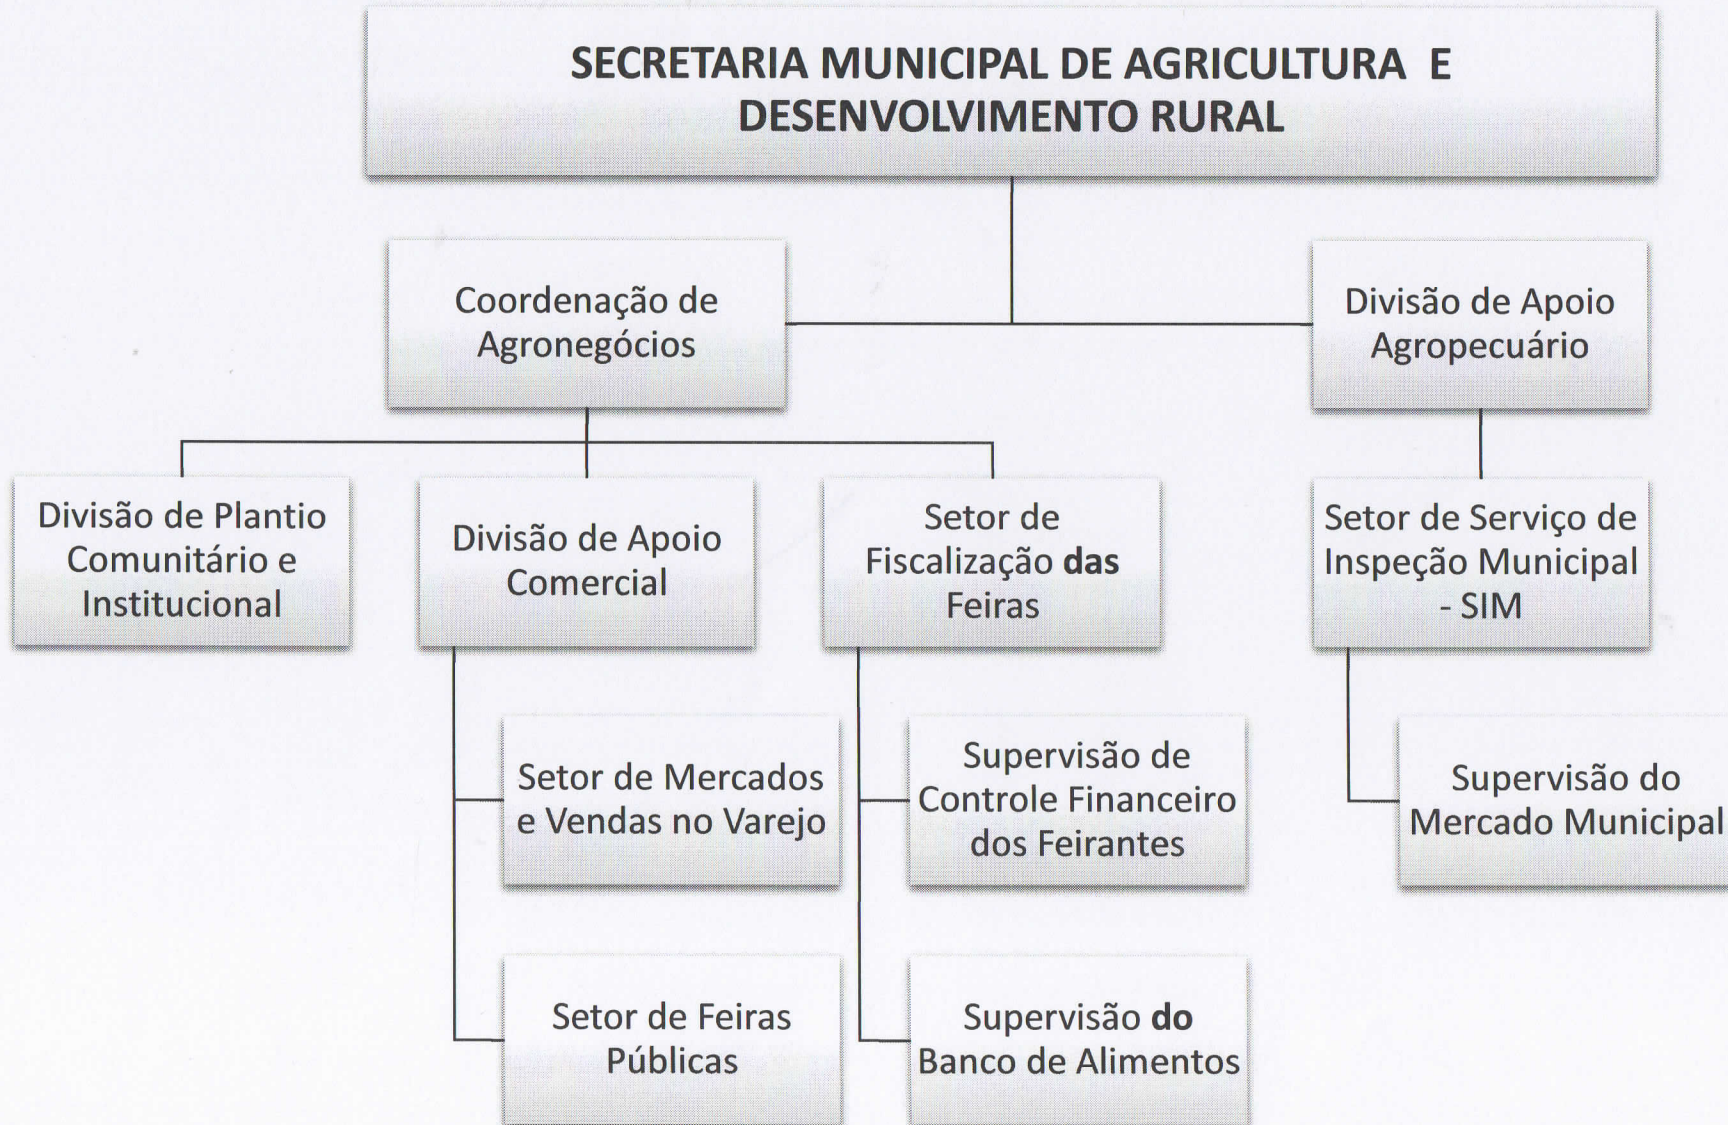 SECRETARIA MUNICIPAL DE AGRICULTURA E
DESENVOLVIMENTO RURAL
Coordenação de
Agronegócios
Divisão de Apoio
Agropecuário
Divisão de Plantio
Comunitário e
Institucional
Divisão de Apoio
Comercial
Setor de
Fiscalização das
Feiras
Setor de Serviço de
Inspeção Municipal
- SIM
Setor de Mercados
e Vendas no Varejo
Supervisão de
Controle Financeiro
dos Feirantes
Supervisão do
Mercado Municipal
Setor de Feiras
Públicas
Supervisão do
Banco de Alimentos